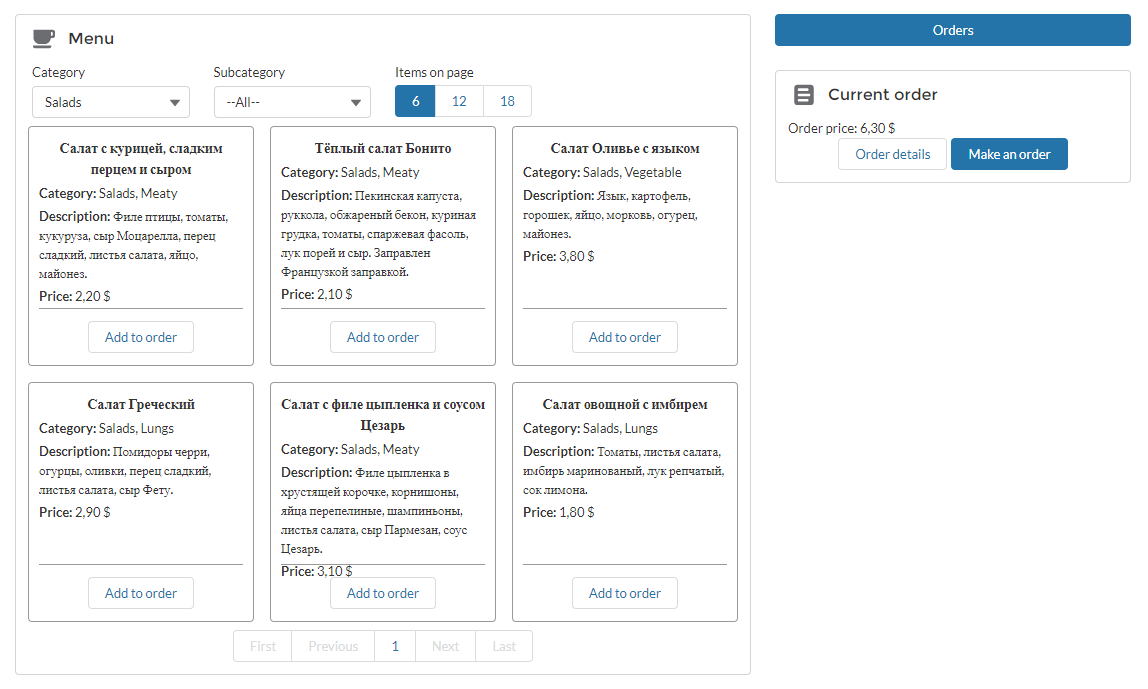 Menu
Category
Subcategory
Items on page
Salads
--All--
6
12
18
Салат с курицей, сладким
перцем и сыром
Category: Salads, Meaty
Description: Филе птицы, томаты,
кукуруза, сыр Моцарелла, перец
сладкий, листья салата, яйцо,
майонез.
Price: 2,20 $
Add to order
Тёплый салат Бонито
Category: Salads, Meaty
Description: Пекинская капуста,
руккола, обжареный бекон, куриная
грудка, томаты, спаржевая фасоль,
лук порей и сыр. Заправлен
Французкой заправкой.
Price: 2,10 $
Add to order
Салат Оливье с языком
Category: Salads, Vegetable
Description: Язык, картофель,
горошек, яйцо, морковь, огурец,
майонез.
Price: 3,80 $
Add to order
Салат Греческий
Category: Salads, Lungs
Description: Помидоры черри,
огурцы, оливки, перец сладкий,
листья салата, сыр Фету.
Price: 2,90 $
Add to order
Салат с филе цыпленка и соусом
Цезарь
Category: Salads, Meaty
Description: Филе цыпленка в
хрустящей корочке, корнишоны,
яйца перепелиные, шампиньоны,
листья салата, сыр Пармезан, соус
Цезарь.
Price: 3,10 $
Add to order
Салат овощной с имбирем
Category: Salads, Lungs
Description: Томаты, листья салата,
имбирь маринованый, лук репчатый,
сок лимона.
Price: 1,80 $
Add to order
First
Previous
1
Next
Last
Orders
Current order
Order price: 6,30 $
Order details
Make an order